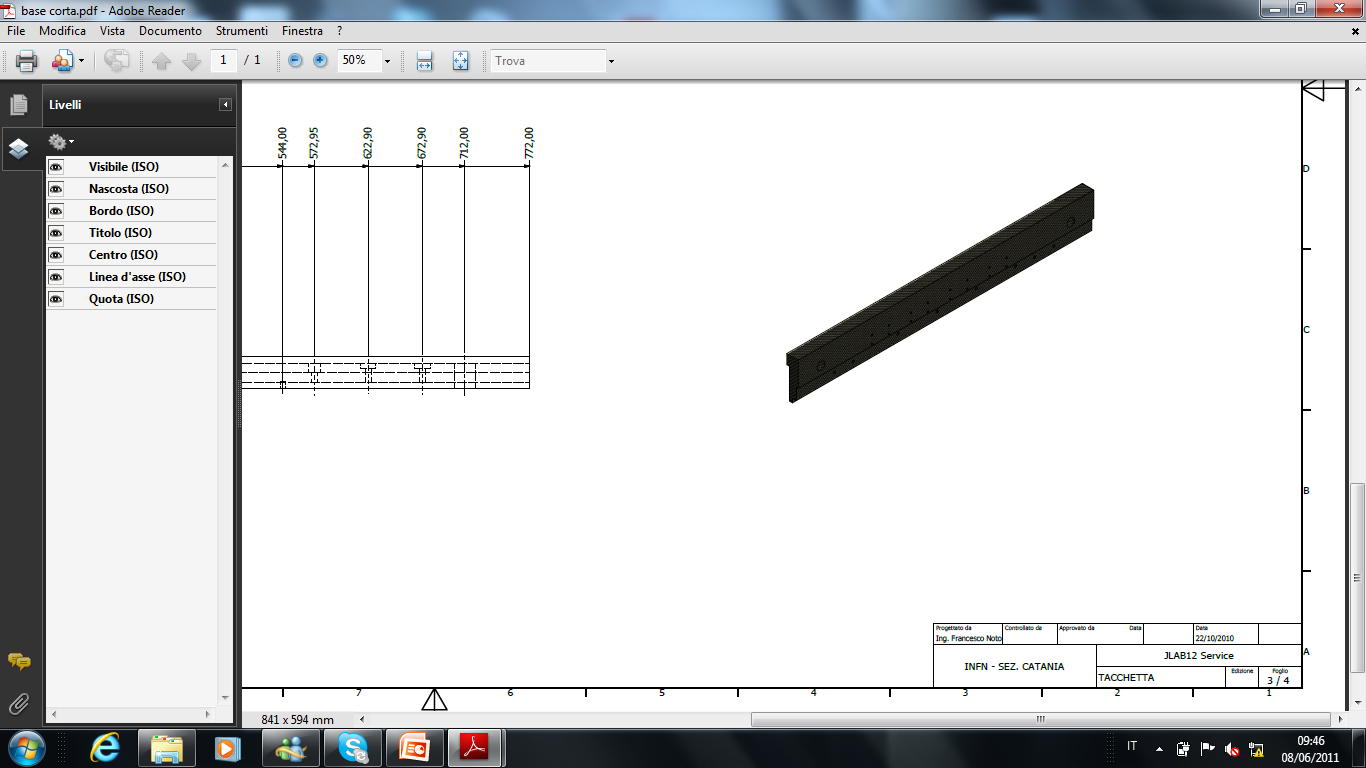 base corta.pdf - Adobe Reader
File Modifica Vista Documento Strumenti Finestra ?
1 / 1 50% Trova
Livelli
Visibile (ISO)
Nascosta (ISO)
Bordo (ISO)
Titolo (ISO)
Centro (ISO)
Linea d'asse (ISO)
Quota (ISO)
544,00 572,95 622,90 672,90 712,00 772,00
D
C
B
A
Progettato da Controllato da Approvato da Data Data
Ing. Francesco Noto 22/10/2010
INFN - SEZ. CATANIA
JLAB12 Service
TACCHETTA
Edizione Foglio
3 / 4
7 6 5 4 3 2 1
841 x 594 mm
IT 09:46
08/06/2011